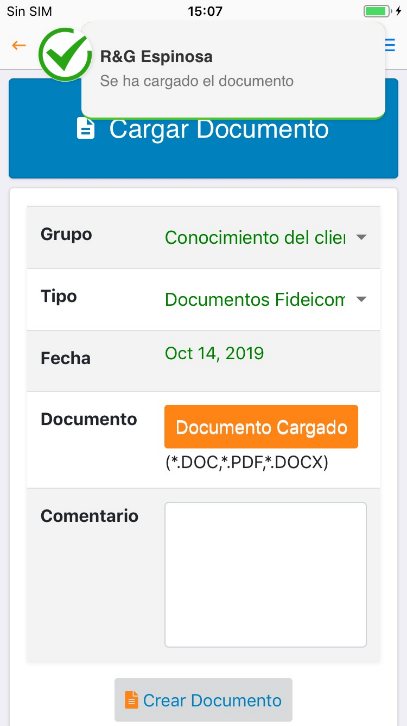 Sin SIM 15:07
R&G Espinosa
Se ha cargado el documento
Cargar Documento
Grupo Conocimiento del clier
Tipo Documentos Fideicom
Fecha Oct 14, 2019
Documento Documento Cargado
(*.DOC,*.PDF,*.DOCX)
Comentario
Crear Documento